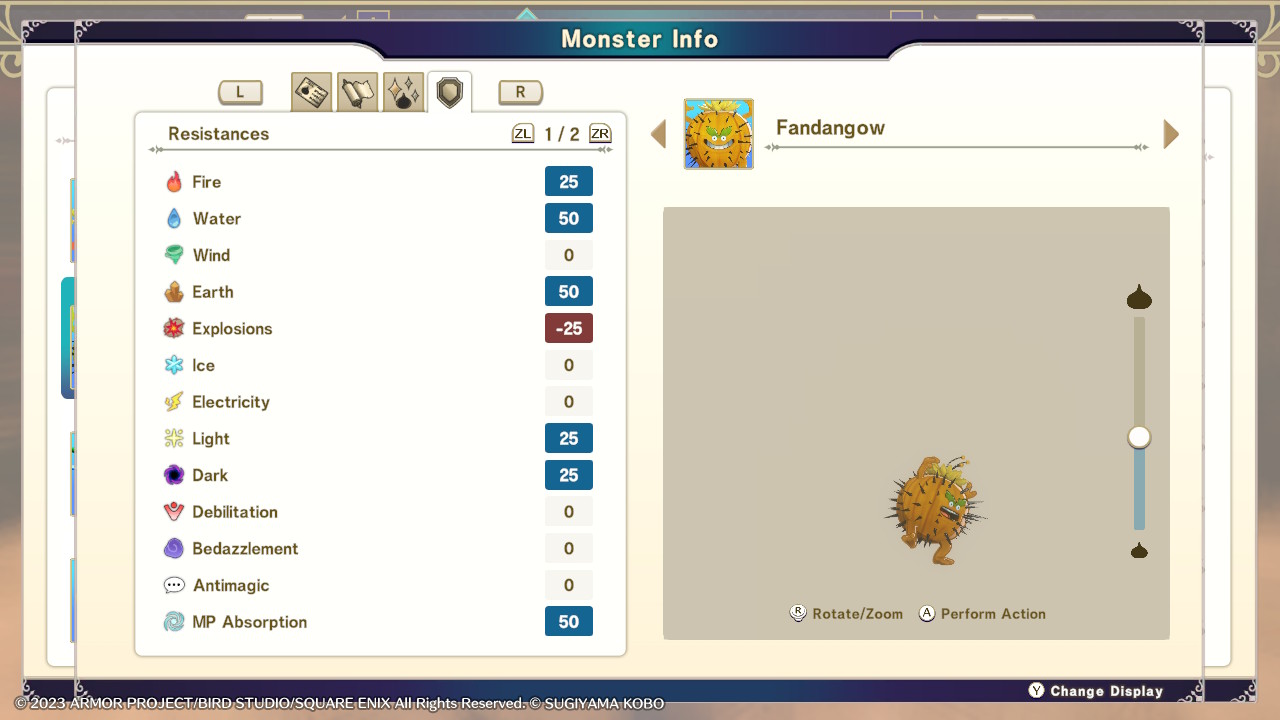 Monster Info
L
R
Resistances
ZL 1 / 2 ZR
Fire 25
Water 50
Wind 0
Earth 50
Explosions -25
Ice 0
Electricity 0
Light 25
Dark 25
Debilitation 0
Bedazzlement 0
Antimagic 0
MP Absorption 50
Fandangow
R Rotate/Zoom A Perform Action
Y Change Display
© 2023 ARMOR PROJECT/BIRD STUDIO/SQUARE ENIX All Rights Reserved. © SUGIYAMA KOBO